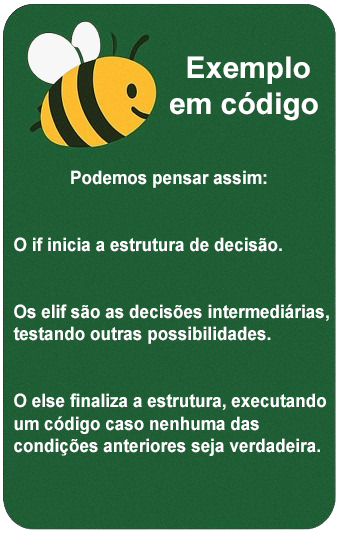 Exemplo
em código
Podemos pensar assim:
O if inicia a estrutura de decisão.
Os elif são as decisões intermediárias,
testando outras possibilidades.
O else finaliza a estrutura, executando
um código caso nenhuma das
condições anteriores seja verdadeira.